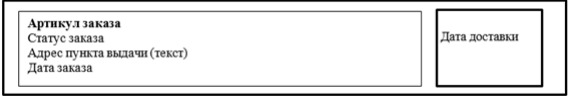 Артикул заказа
Статус заказа
Адрес пункта выдачи (текст)
Дата заказа
Дата доставки